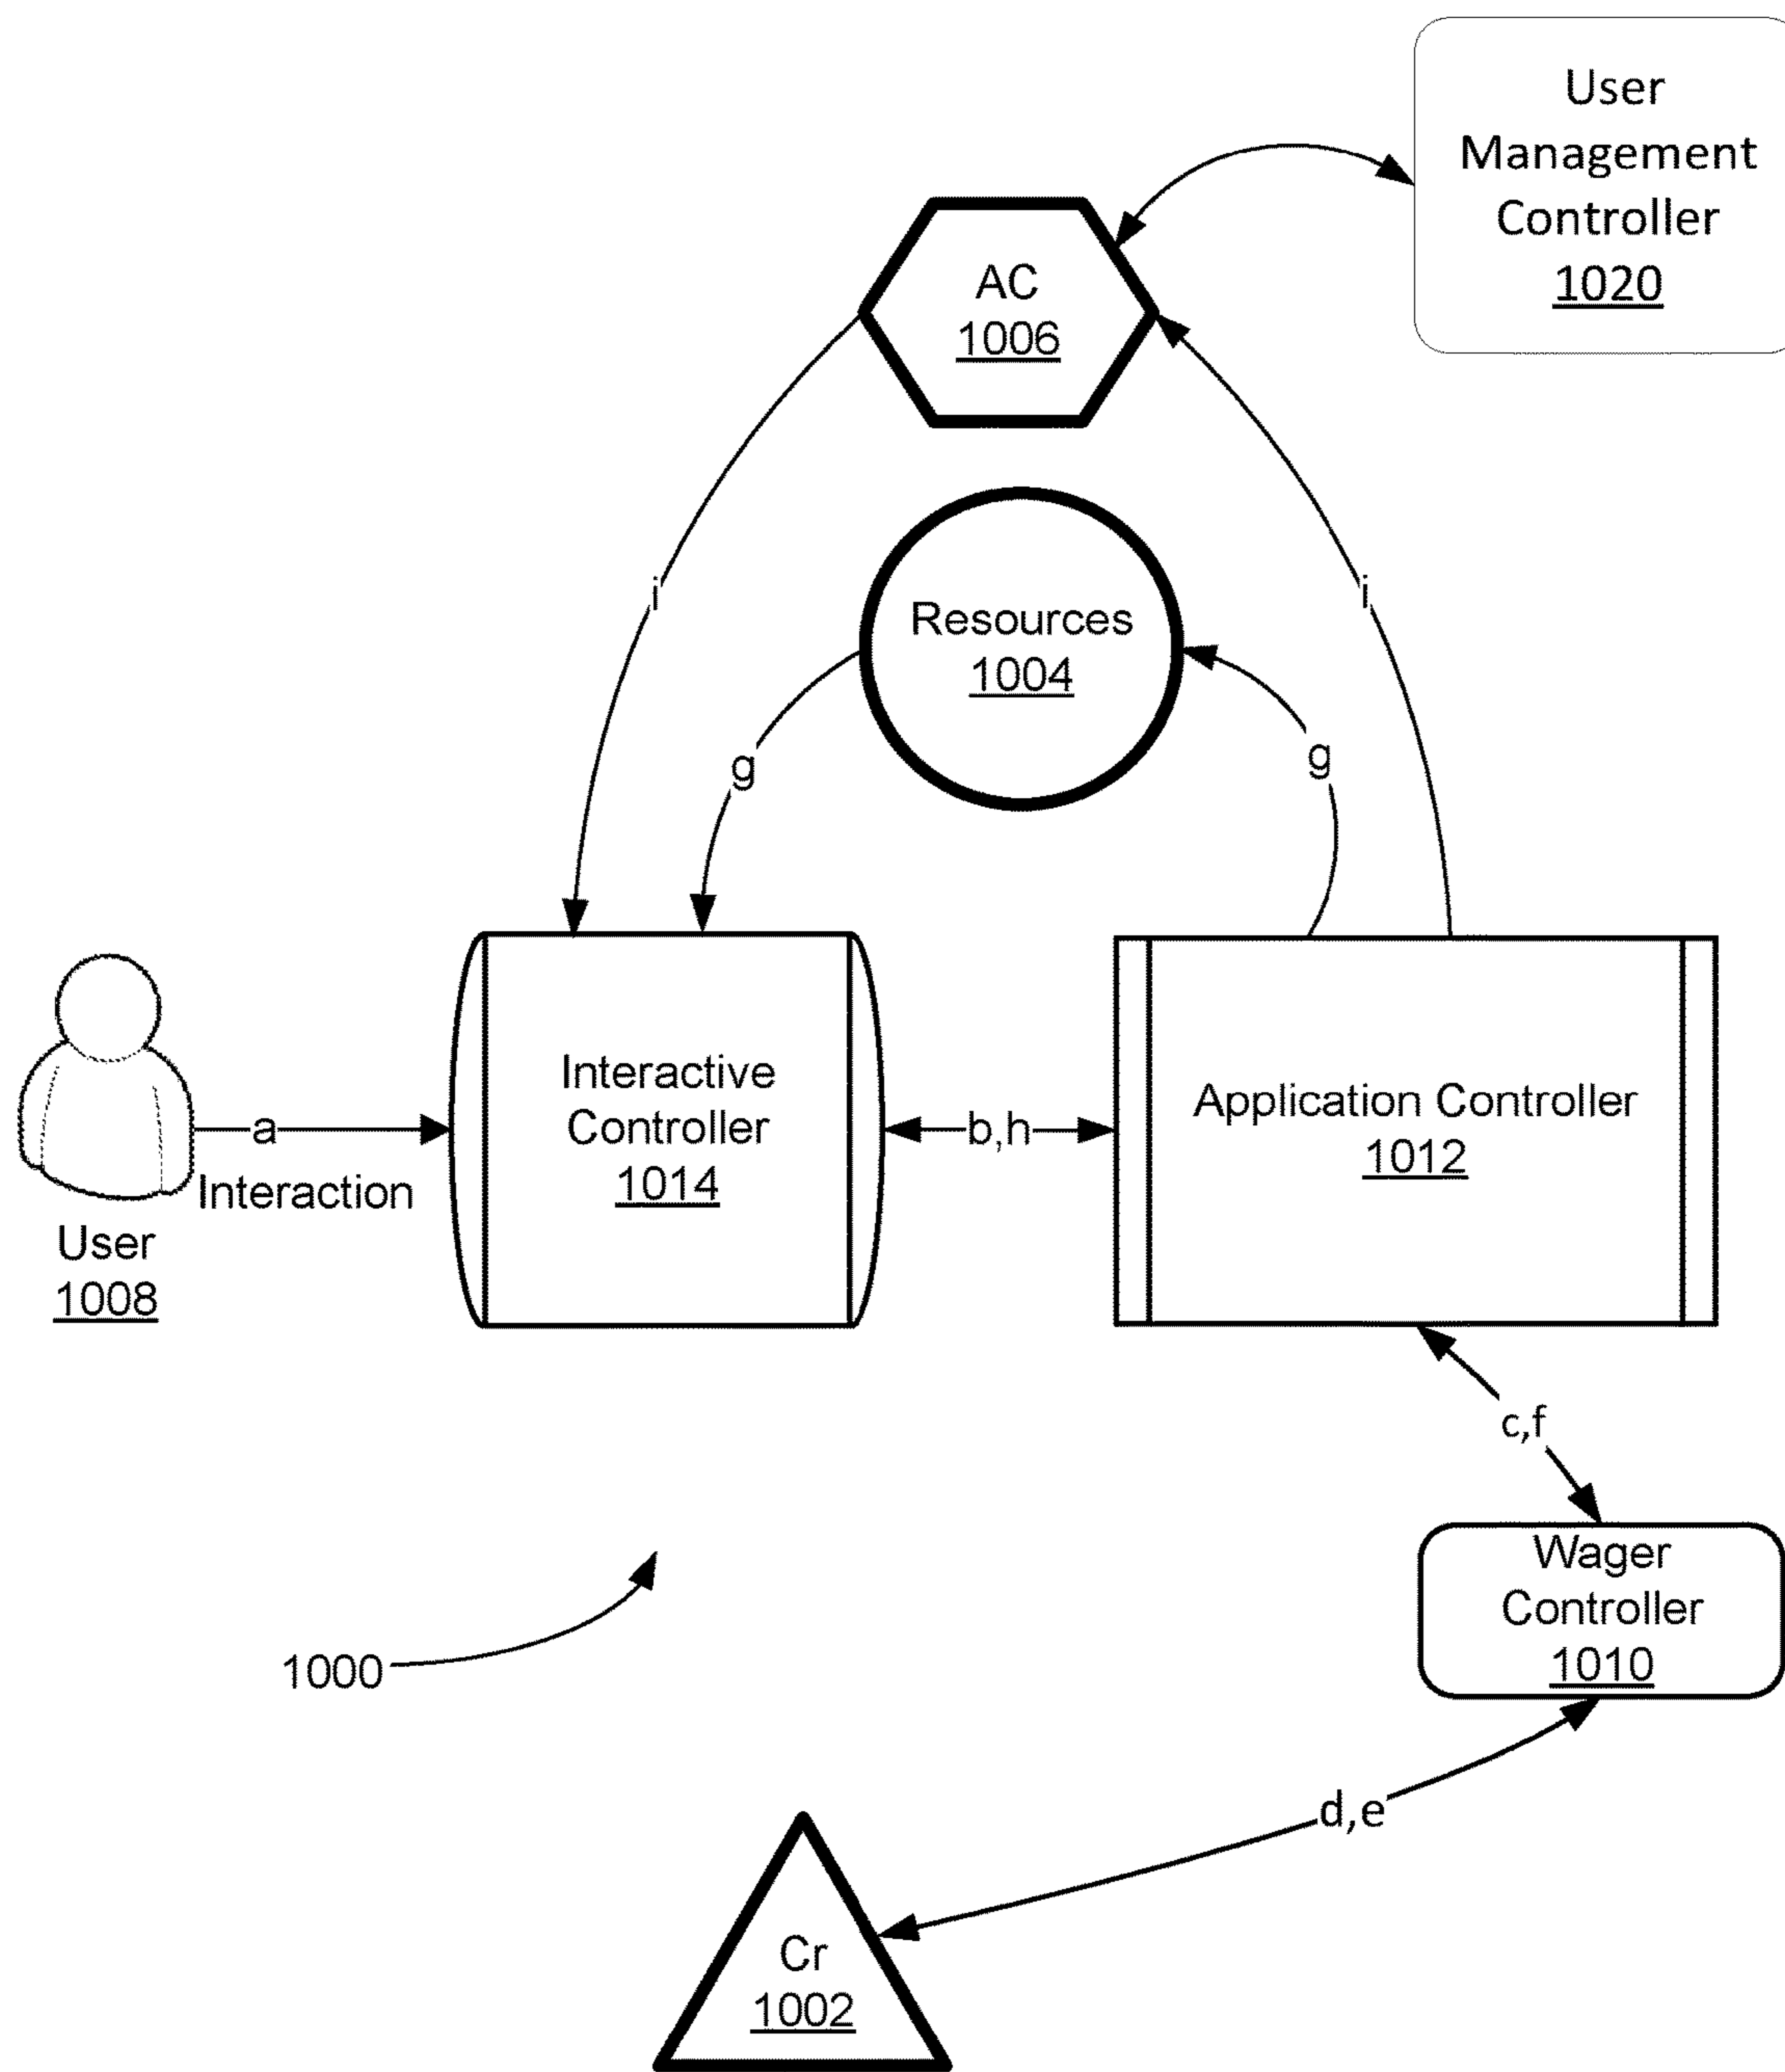 User
Management
Controller
1020
AC
1006
i
i
Resources
1004
g
g
Interactive
Controller
1014
Application Controller
1012
a
b,h
Interaction
User
1008
c,f
Wager
Controller
1010
1000
d,e
Cr
1002